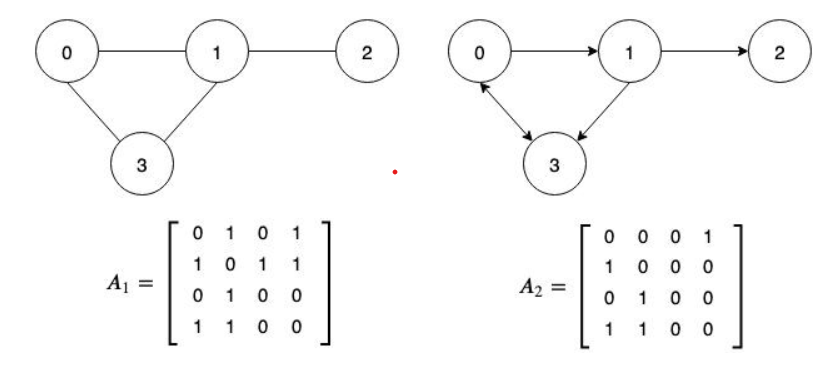 0 1 2
3
0 1 2
3
A₁ =
0 1 0 1
1 0 1 1
0 1 0 0
1 1 0 0
A₂ =
0 0 0 1
1 0 0 0
0 1 0 0
1 1 0 0